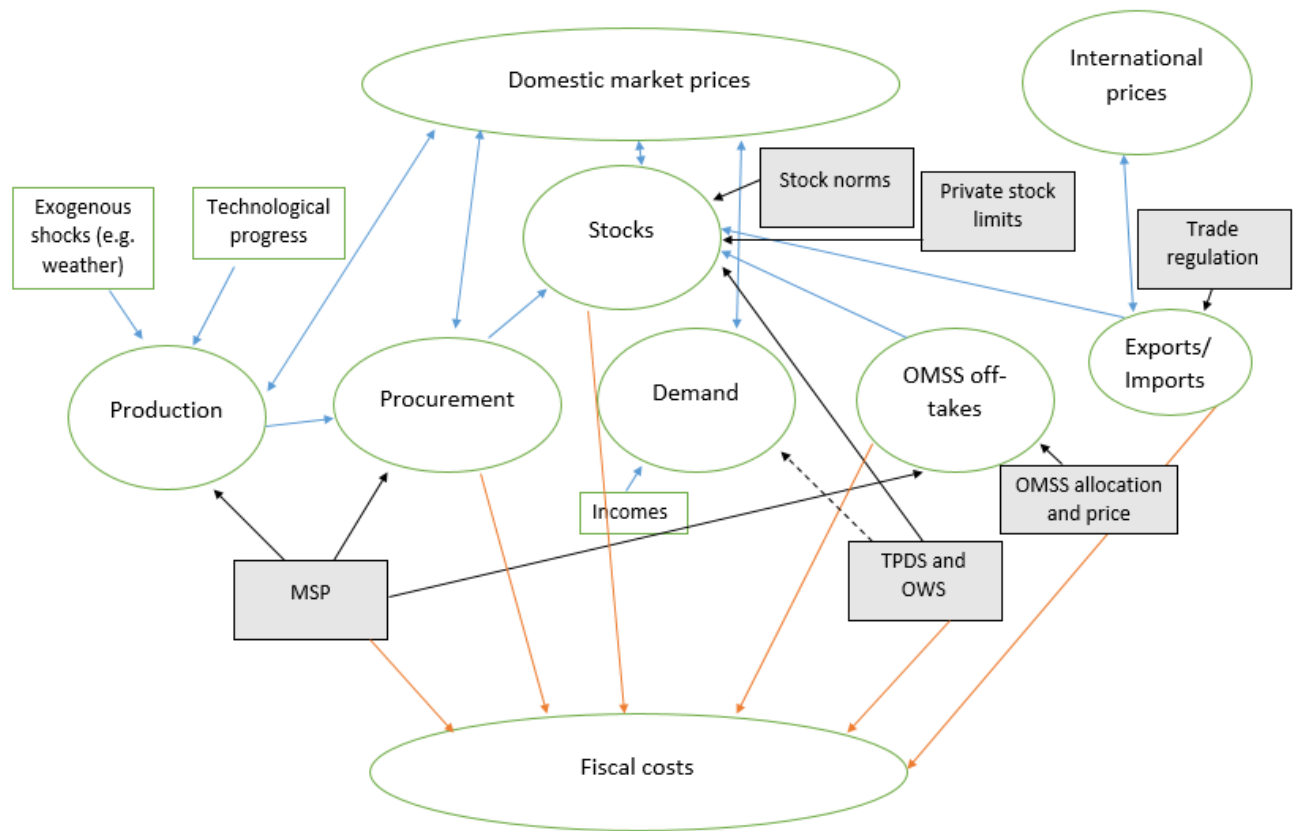 Domestic market prices
International
prices
Stock norms
Private stock
limits
Exogenous
shocks (e.g.
weather)
Technological
progress
Stocks
Trade
regulation
Production
Procurement
Demand
OMSS off-
takes
Exports/
Imports
Incomes
OMSS allocation
and price
MSP
TPDS and
OWS
Fiscal costs